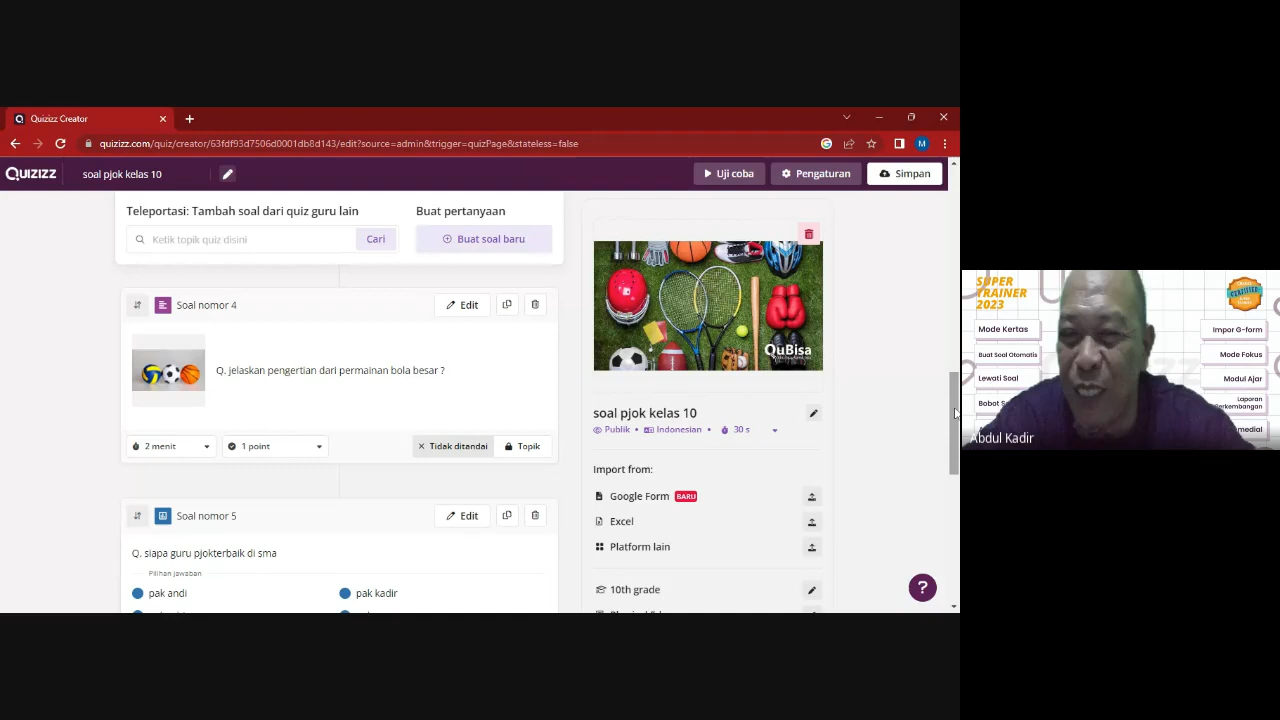 Quizizz Creator
quizizz.com/quiz/creator/63fdf93d7506d0001db8d143/edit?source=admin&trigger=quizPage&stateless=false
M
QUIZIZZ
soal pjok kelas 10
Uji coba
Pengaturan
Simpan
Teleportasi: Tambah soal dari quiz guru lain
Ketik topik quiz disini
Cari
Buat pertanyaan
Buat soal baru
Soal nomor 4
Edit
Q. jelaskan pengertian dari permainan bola besar ?
2 menit
1 point
Tidak ditandai
Topik
Soal nomor 5
Edit
Q. siapa guru pjokterbaik di sma
Pilihan jawaban
pak andi
pak kadir
QuBisa
soal pjok kelas 10
Publik • Indonesian • 30 s
Import from:
Google Form BARU
Excel
Platform lain
10th grade
?
SUPER
TRAINER
2023
Mode Kertas
Buat Soal Otomatis
Lewati Soal
Bobot
Impor G-form
Mode Fokus
Modul Ajar
Laporan
Abdul Kadir